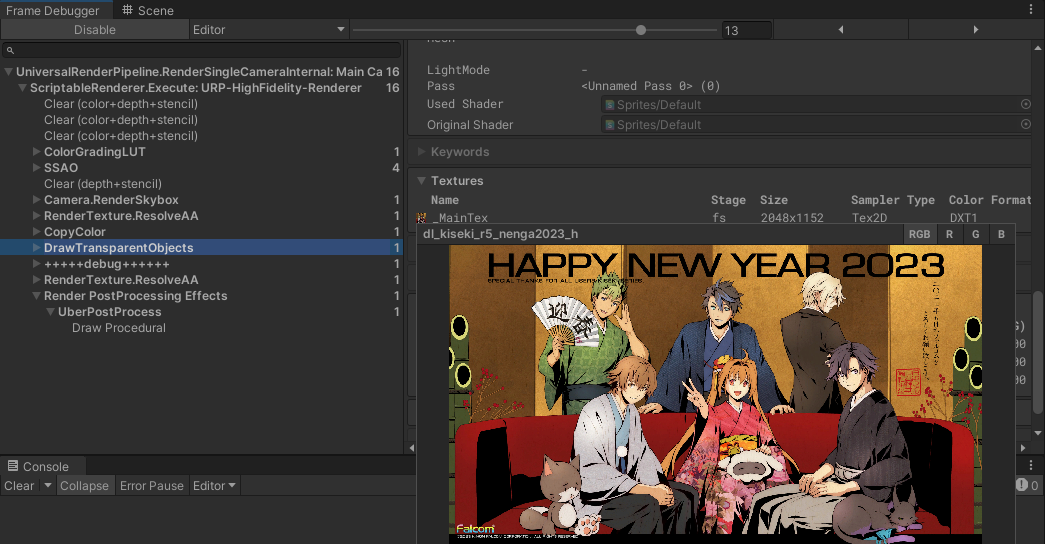 Frame Debugger
Scene
Disable
Editor
13
UniversalRenderPipeline.RenderSingleCameraInternal: Main Ca 16
ScriptableRenderer.Execute: URP-HighFidelity-Renderer 16
Clear (color+depth+stencil)
Clear (color+depth+stencil)
Clear (color+depth+stencil)
ColorGradingLUT 1
SSAO 4
Clear (depth+stencil)
Camera.RenderSkybox 1
RenderTexture.ResolveAA 1
CopyColor 1
DrawTransparentObjects 1
+++++debug++++++ 1
RenderTexture.ResolveAA 1
Render PostProcessing Effects 1
UberPostProcess 1
Draw Procedural
LightMode -
Pass <Unnamed Pass 0> (0)
Used Shader Sprites/Default
Original Shader Sprites/Default
Keywords
Textures
Name Stage Size Sampler Type Color Format
_MainTex fs 2048x1152 Tex2D DXT1
dl_kiseki_r5_nenga2023_h RGB R G B
HAPPY NEW YEAR 2023
SPECIAL THANKS FOR ALL USERS
迎春
Falcom
G)
00
00
00
Console
Clear
Collapse
Error Pause
Editor
0